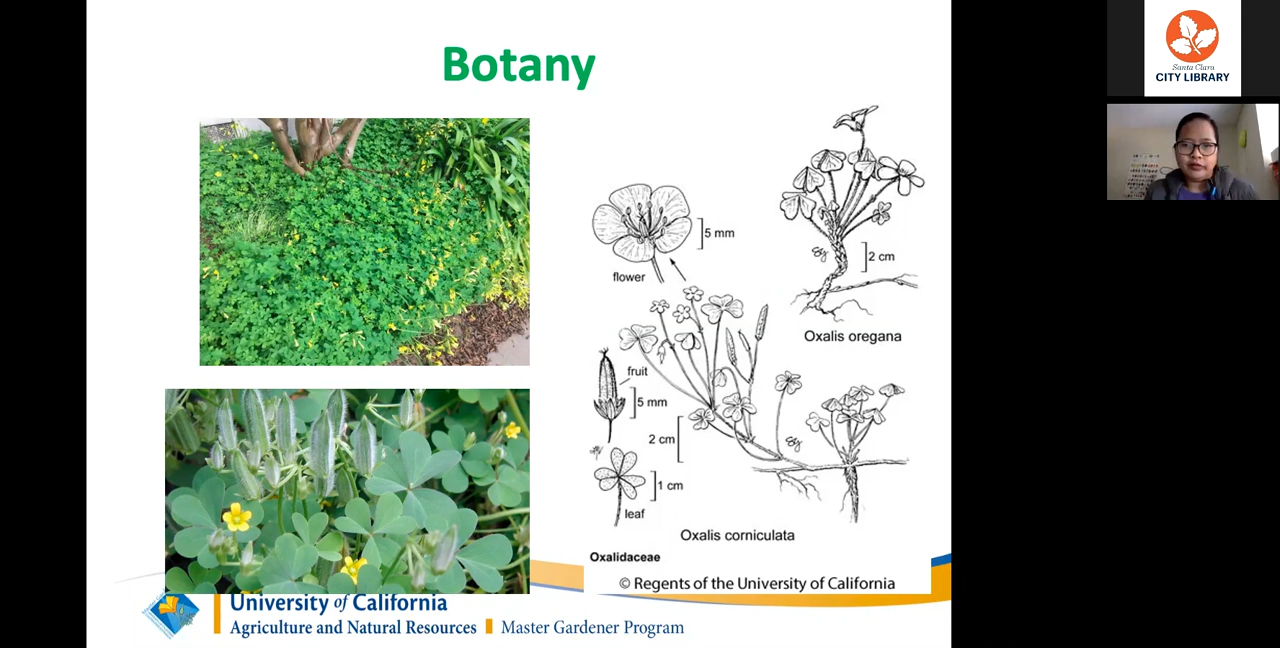 Botany
5 mm
flower
2 cm
Oxalis oregana
fruit
5 mm
2 cm
1 cm
leaf
Oxalis corniculata
Oxalidaceae
© Regents of the University of California
University of California
Agriculture and Natural Resources
Master Gardener Program
Santa Clara
CITY LIBRARY